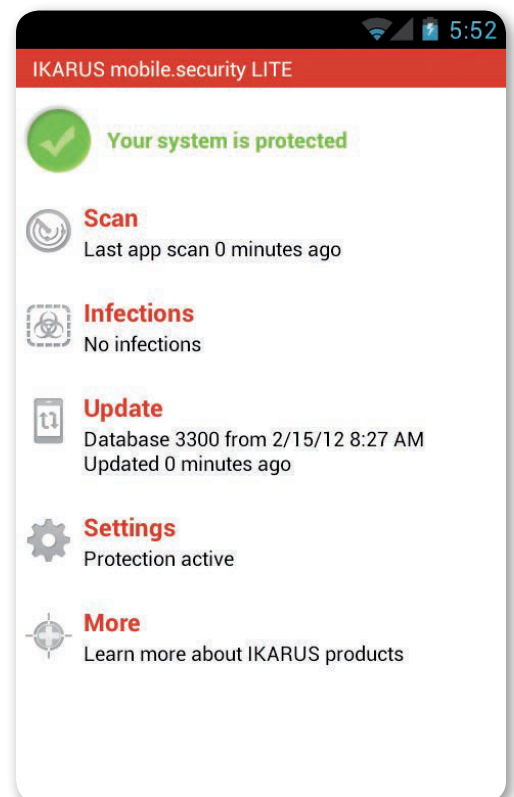 5:52
IKARUS mobile.security LITE
Your system is protected
Scan
Last app scan 0 minutes ago
Infections
No infections
Update
Database 3300 from 2/15/12 8:27 AM
Updated 0 minutes ago
Settings
Protection active
More
Learn more about IKARUS products